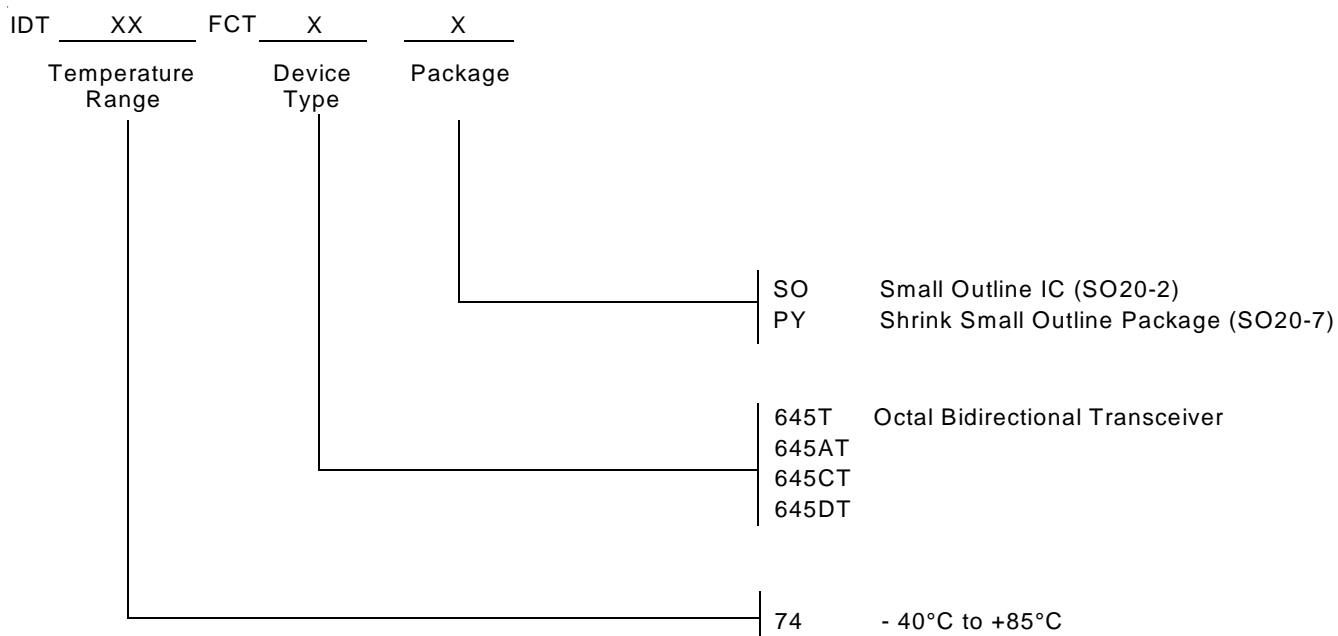 IDT XX FCT X X
Temperature Range
Device Type
Package
SO Small Outline IC (SO20-2)
PY Shrink Small Outline Package (SO20-7)
645T Octal Bidirectional Transceiver
645AT
645CT
645DT
74 - 40°C to +85°C